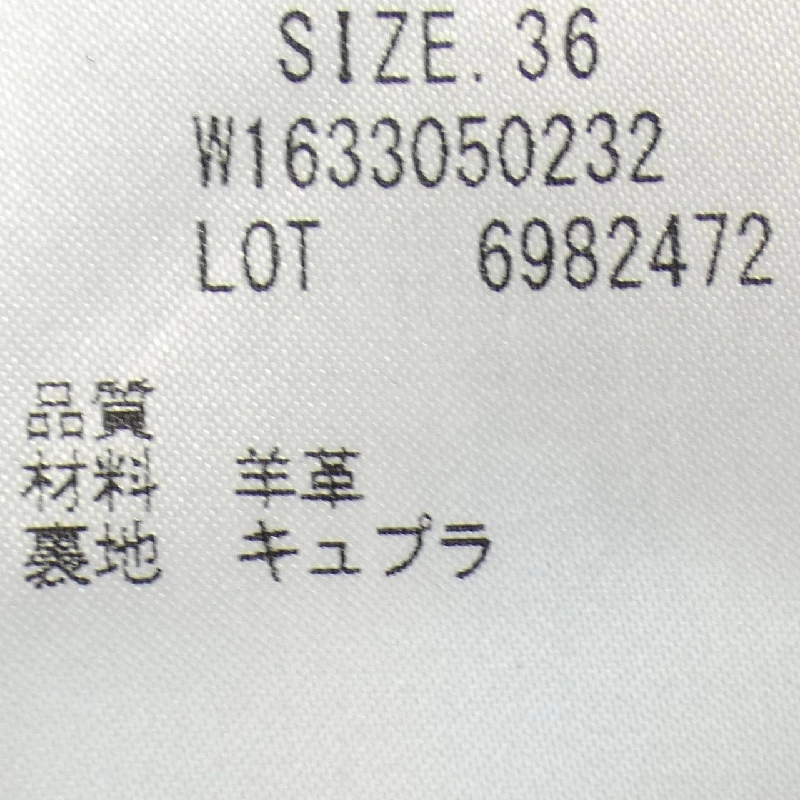 SIZE.36
W1633050232
LOT 6982472
品質
材料 羊革
裏地 キュプラ